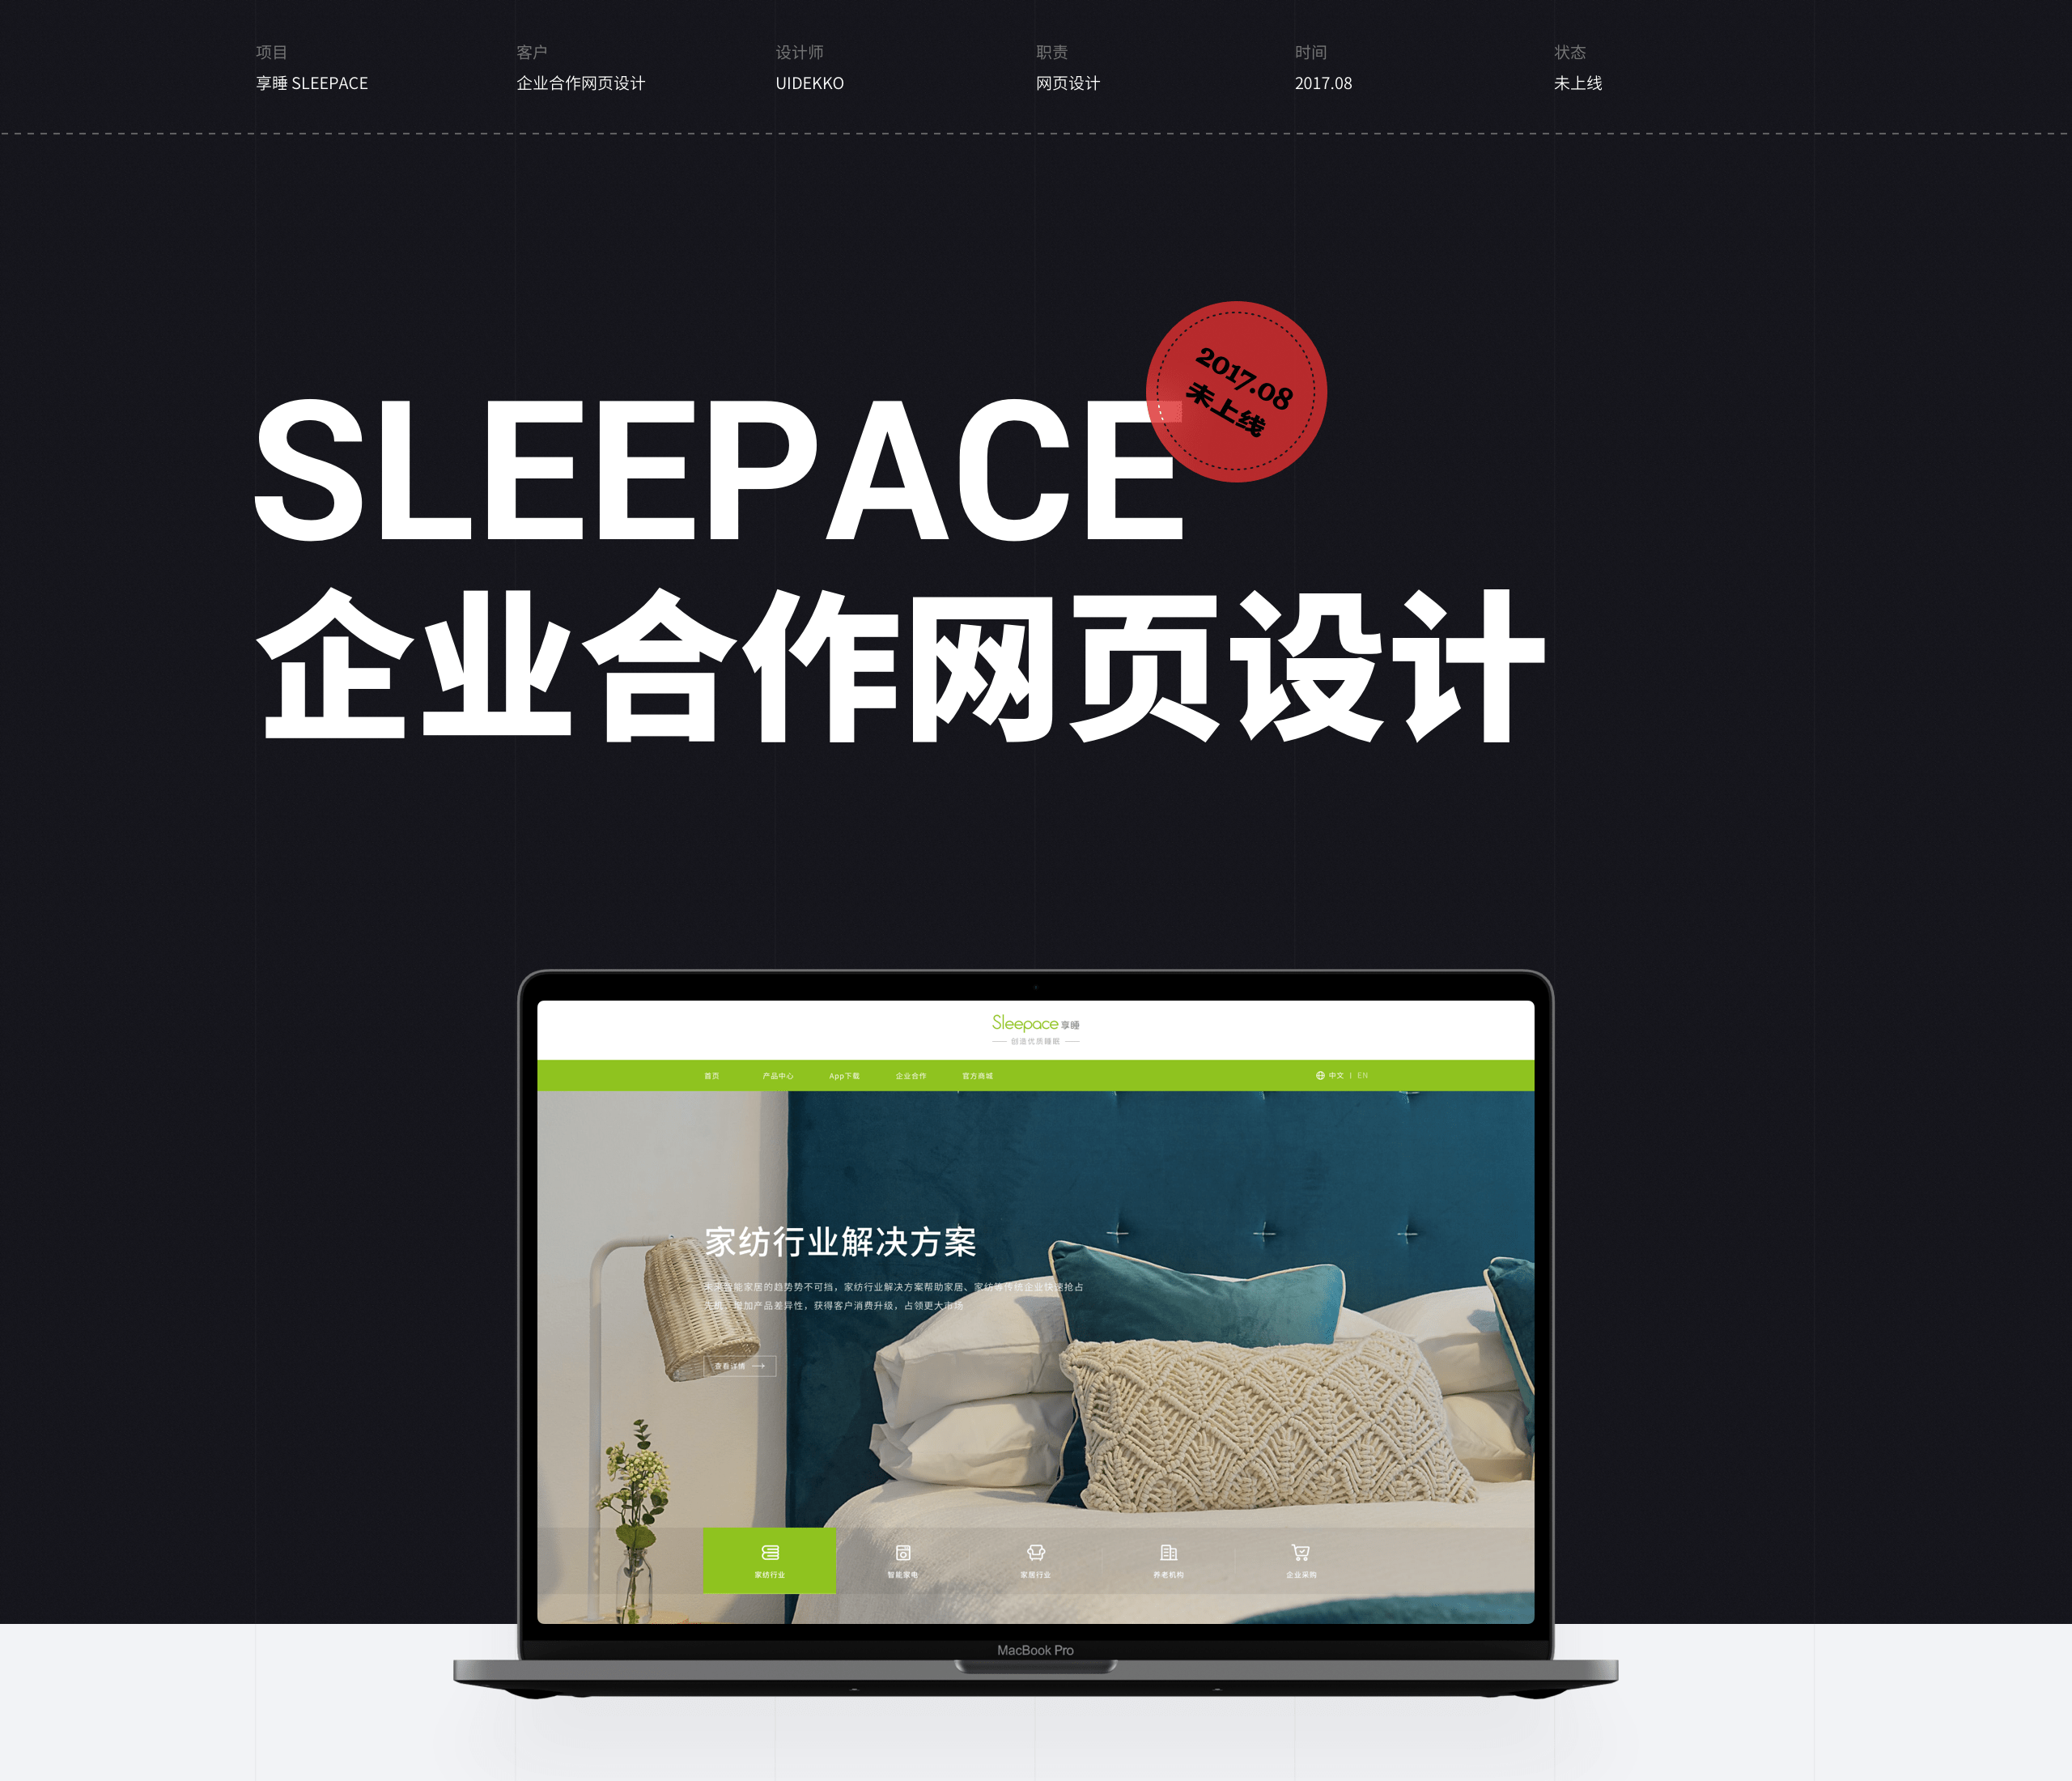 项目 客户 设计师 职责 时间 状态
享睡 SLEEPACE 企业合作网页设计 UIDEKKO 网页设计 2017.08 未上线
2017.08
未上线
SLEEPACE
企业合作网页设计
Sleepace 享睡
创造优质睡眠
首页 产品中心 App下载 企业合作 官方商城 中文 | EN
家纺行业解决方案
未来智能家居的趋势势不可挡，家纺行业解决方案帮助家居、家纺等传统企业快速抢占
先机，增加产品差异性，获得客户消费升级，占领更大市场
查看详情
家纺行业 智能家电 家居行业 养老机构 企业采购
MacBook Pro